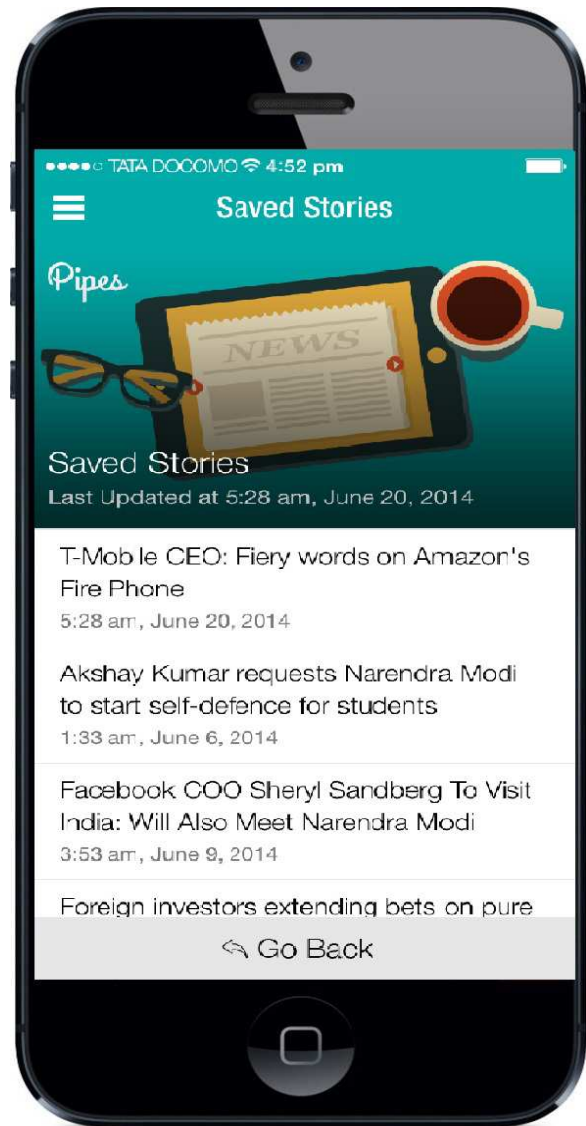 TATA DOCOMO 4:52 pm
Saved Stories
Pipes
NEWS
Saved Stories
Last Updated at 5:28 am, June 20, 2014
T-Mobile CEO: Fiery words on Amazon's
Fire Phone
5:28 am, June 20, 2014
Akshay Kumar requests Narendra Modi
to start self-defence for students
1:33 am, June 6, 2014
Facebook COO Sheryl Sandberg To Visit
India: Will Also Meet Narendra Modi
3:53 am, June 9, 2014
Foreign investors extending bets on pure
Go Back